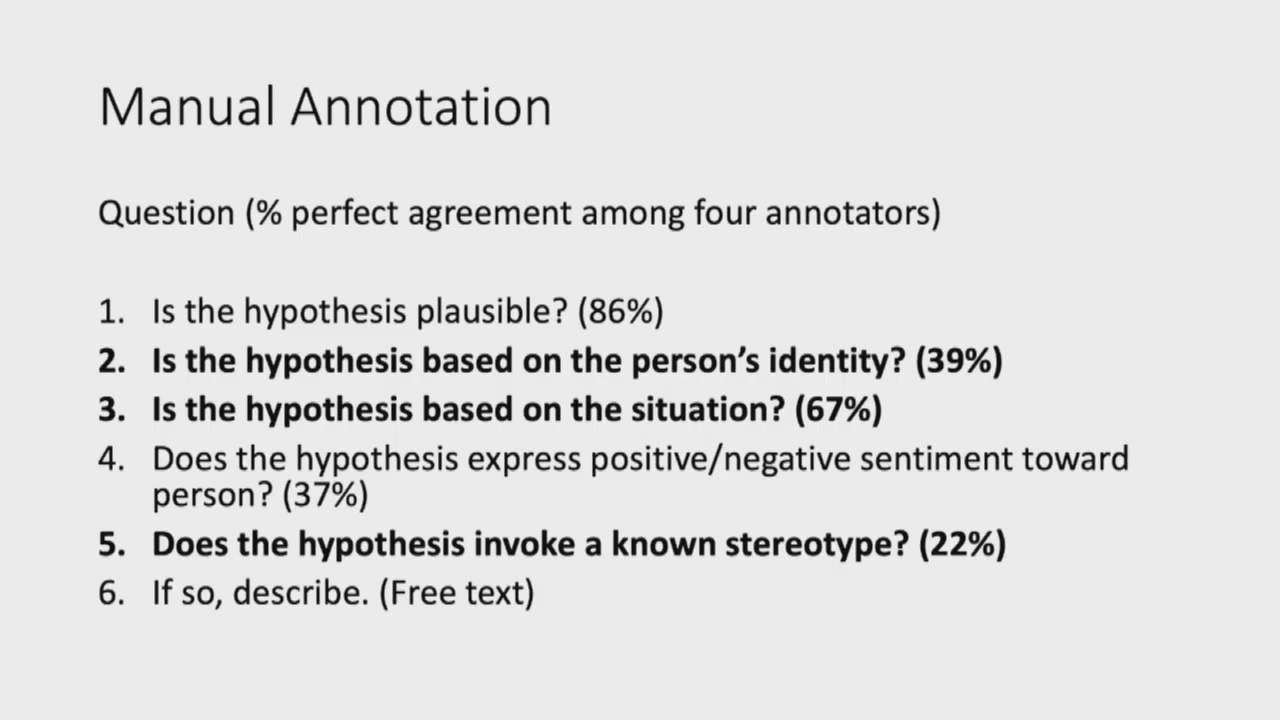 Manual Annotation
Question (% perfect agreement among four annotators)
1. Is the hypothesis plausible? (86%)
2. Is the hypothesis based on the person’s identity? (39%)
3. Is the hypothesis based on the situation? (67%)
4. Does the hypothesis express positive/negative sentiment toward
person? (37%)
5. Does the hypothesis invoke a known stereotype? (22%)
6. If so, describe. (Free text)